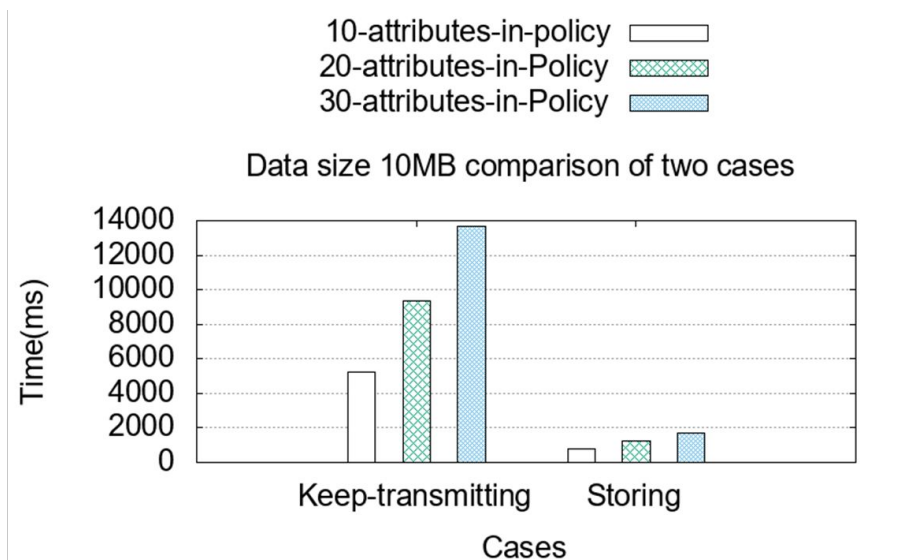 10-attributes-in-policy
20-attributes-in-Policy
30-attributes-in-Policy
Data size 10MB comparison of two cases
14000
12000
10000
8000
6000
4000
2000
0
Time(ms)
Keep-transmitting
Storing
Cases